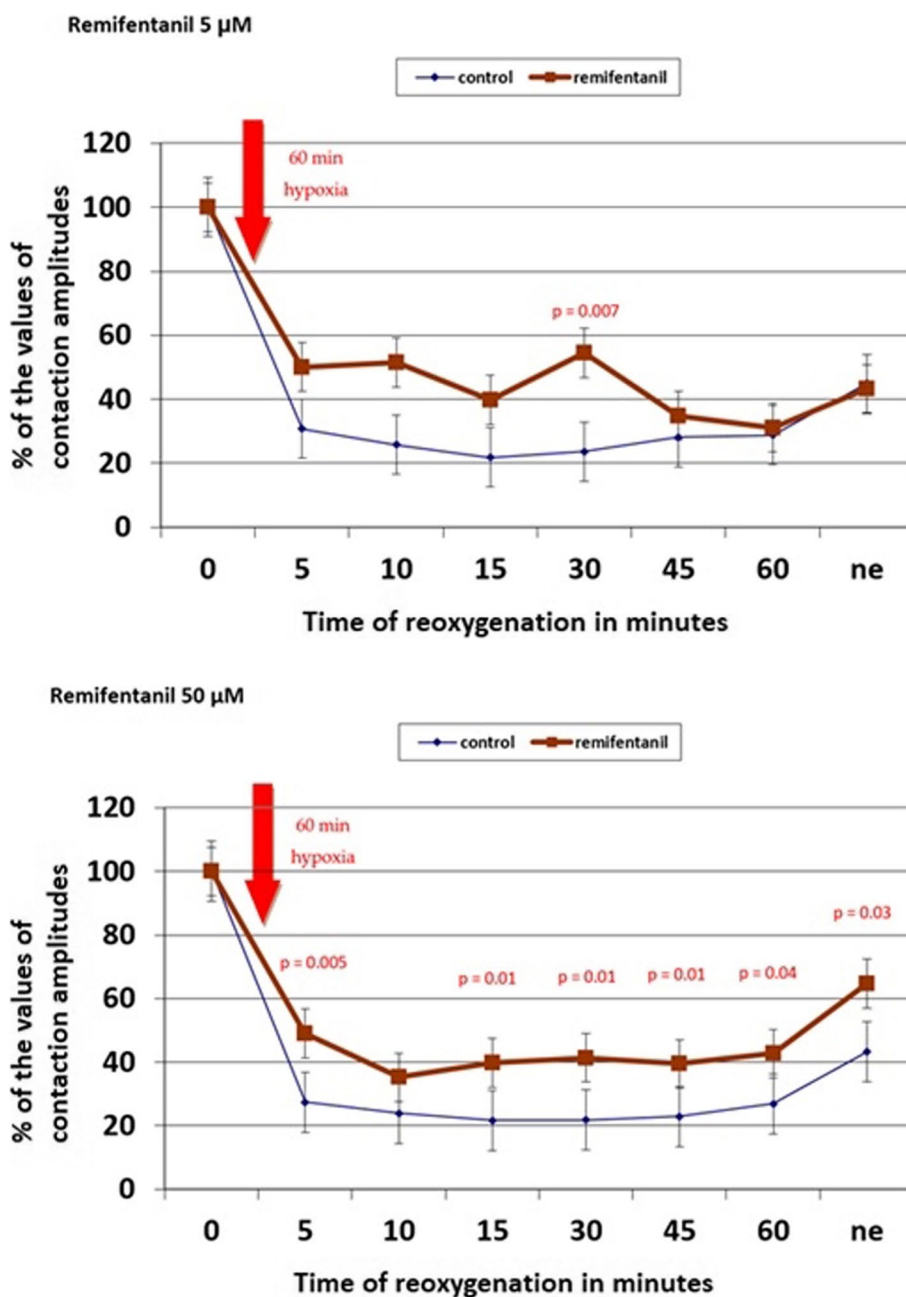 Remifentanil 5 µM
control remifentanil
120
100
80
60
40
20
0
% of the values of
contaction amplitudes
60 min
hypoxia
p = 0.007
0 5 10 15 30 45 60 ne
Time of reoxygenation in minutes
Remifentanil 50 µM
control remifentanil
120
100
80
60
40
20
0
% of the values of
contaction amplitudes
60 min
hypoxia
p = 0.005
p = 0.01
p = 0.01
p = 0.01
p = 0.04
p = 0.03
0 5 10 15 30 45 60 ne
Time of reoxygenation in minutes